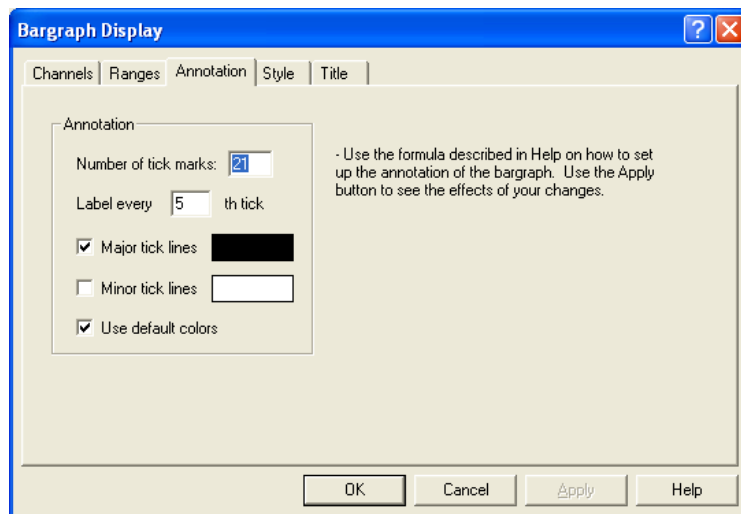 Bargraph Display
Channels Ranges Annotation Style Title
Annotation
Number of tick marks: 21
Label every 5 th tick
Major tick lines
Minor tick lines
Use default colors
- Use the formula described in Help on how to set
up the annotation of the bargraph. Use the Apply
button to see the effects of your changes.
OK Cancel Apply Help